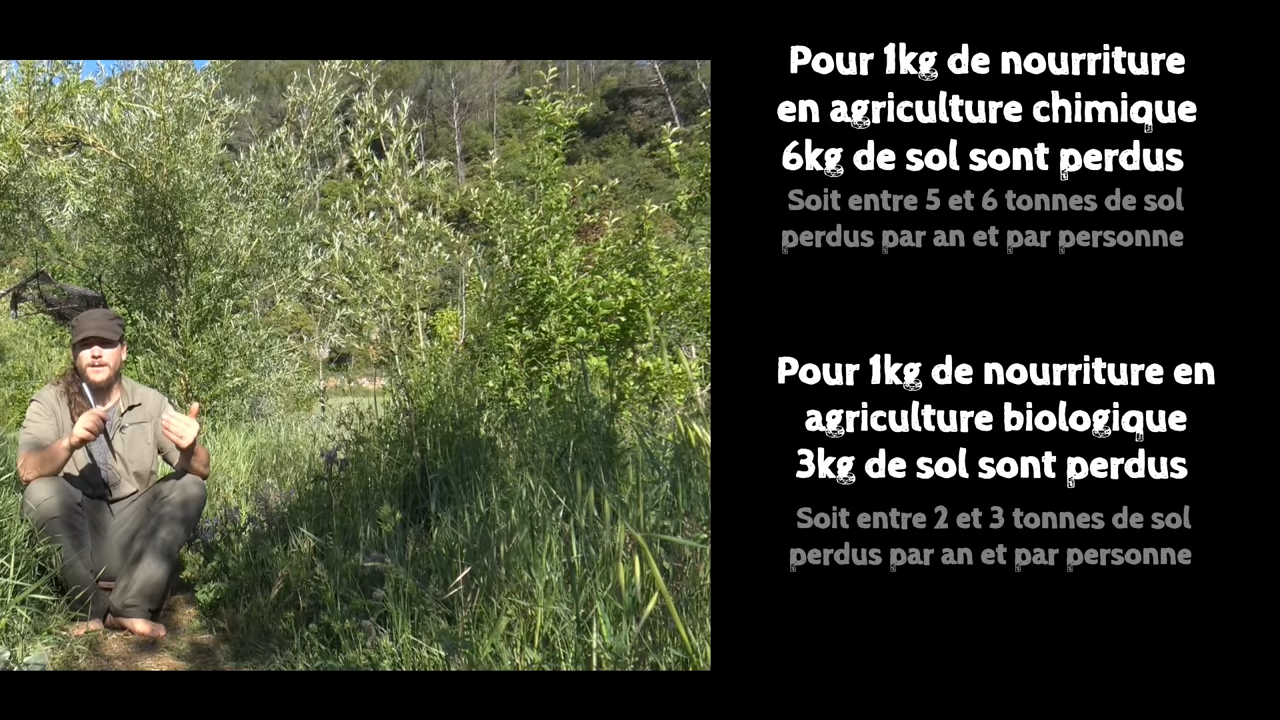 Pour 1kg de nourriture
en agriculture chimique
6kg de sol sont perdus
Soit entre 5 et 6 tonnes de sol
perdus par an et par personne
Pour 1kg de nourriture en
agriculture biologique
3kg de sol sont perdus
Soit entre 2 et 3 tonnes de sol
perdus par an et par personne